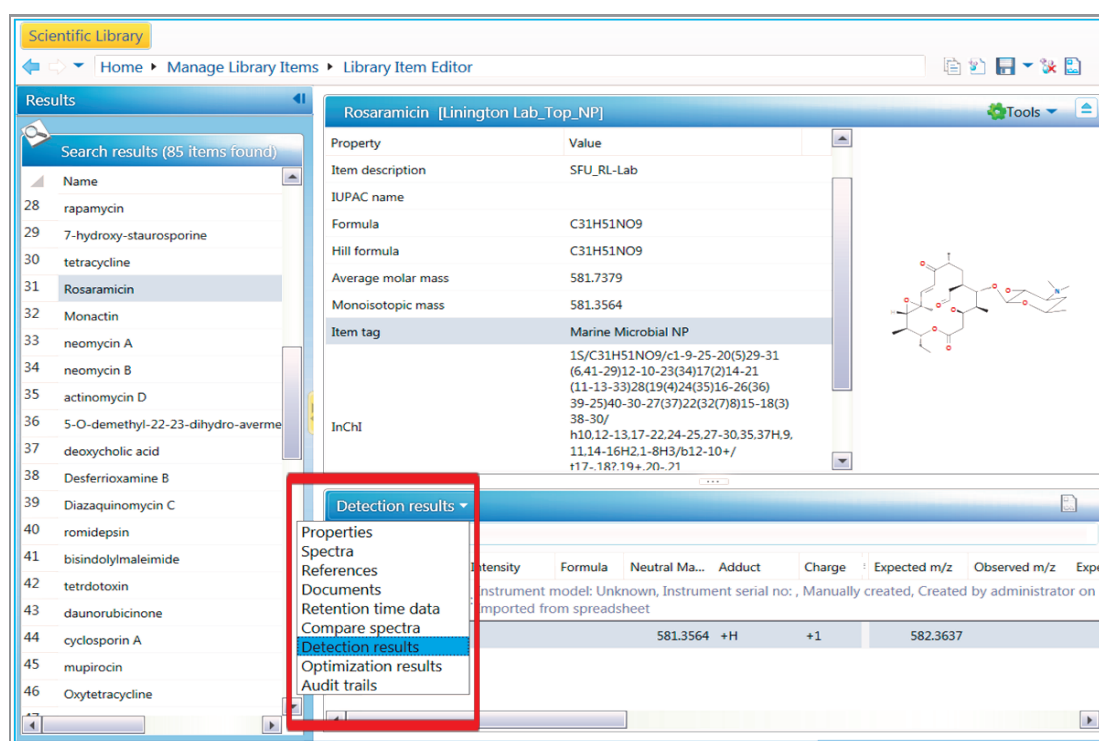 Scientific Library
Home ▸ Manage Library Items ▸ Library Item Editor
Results
Search results (85 items found)
Name
28 rapamycin
29 7-hydroxy-staurosporine
30 tetracycline
31 Rosaramicin
32 Monactin
33 neomycin A
34 neomycin B
35 actinomycin D
36 5-O-demethyl-22-23-dihydro-averme
37 deoxycholic acid
38 Desferrioxamine B
39 Diazaquinomycin C
40 romidepsin
41 bisindolylmaleimide
42 tetrdotoxin
43 daunorubicinone
44 cyclosporin A
45 mupirocin
46 Oxytetracycline
Rosaramicin [Linington Lab_Top_NP]
Tools
Property Value
Item description SFU_RL-Lab
IUPAC name
Formula C31H51NO9
Hill formula C31H51NO9
Average molar mass 581.7379
Monoisotopic mass 581.3564
Item tag Marine Microbial NP
InChI
1S/C31H51NO9/c1-9-25-20(5)29-31
(6,41-29)12-10-23(34)17(2)14-21
(11-13-33)28(19(4)24(35)16-26(36)
39-25)40-30-27(37)22(32(7)8)15-18(3)
38-30/
h10,12-13,17-22,24-25,27-30,35,37H,9,
11,14-16H2,1-8H3/b12-10+/
t17-,18?,19+,20-,21
O
O
O
O
O
O
O
O
N
H
Detection results
Properties
Spectra
References
Documents
Retention time data
Compare spectra
Detection results
Optimization results
Audit trails
Intensity Formula Neutral Ma... Adduct Charge Expected m/z Observed m/z Expe
Instrument model: Unknown, Instrument serial no: , Manually created, Created by administrator on
imported from spreadsheet
581.3564 +H +1 582.3637